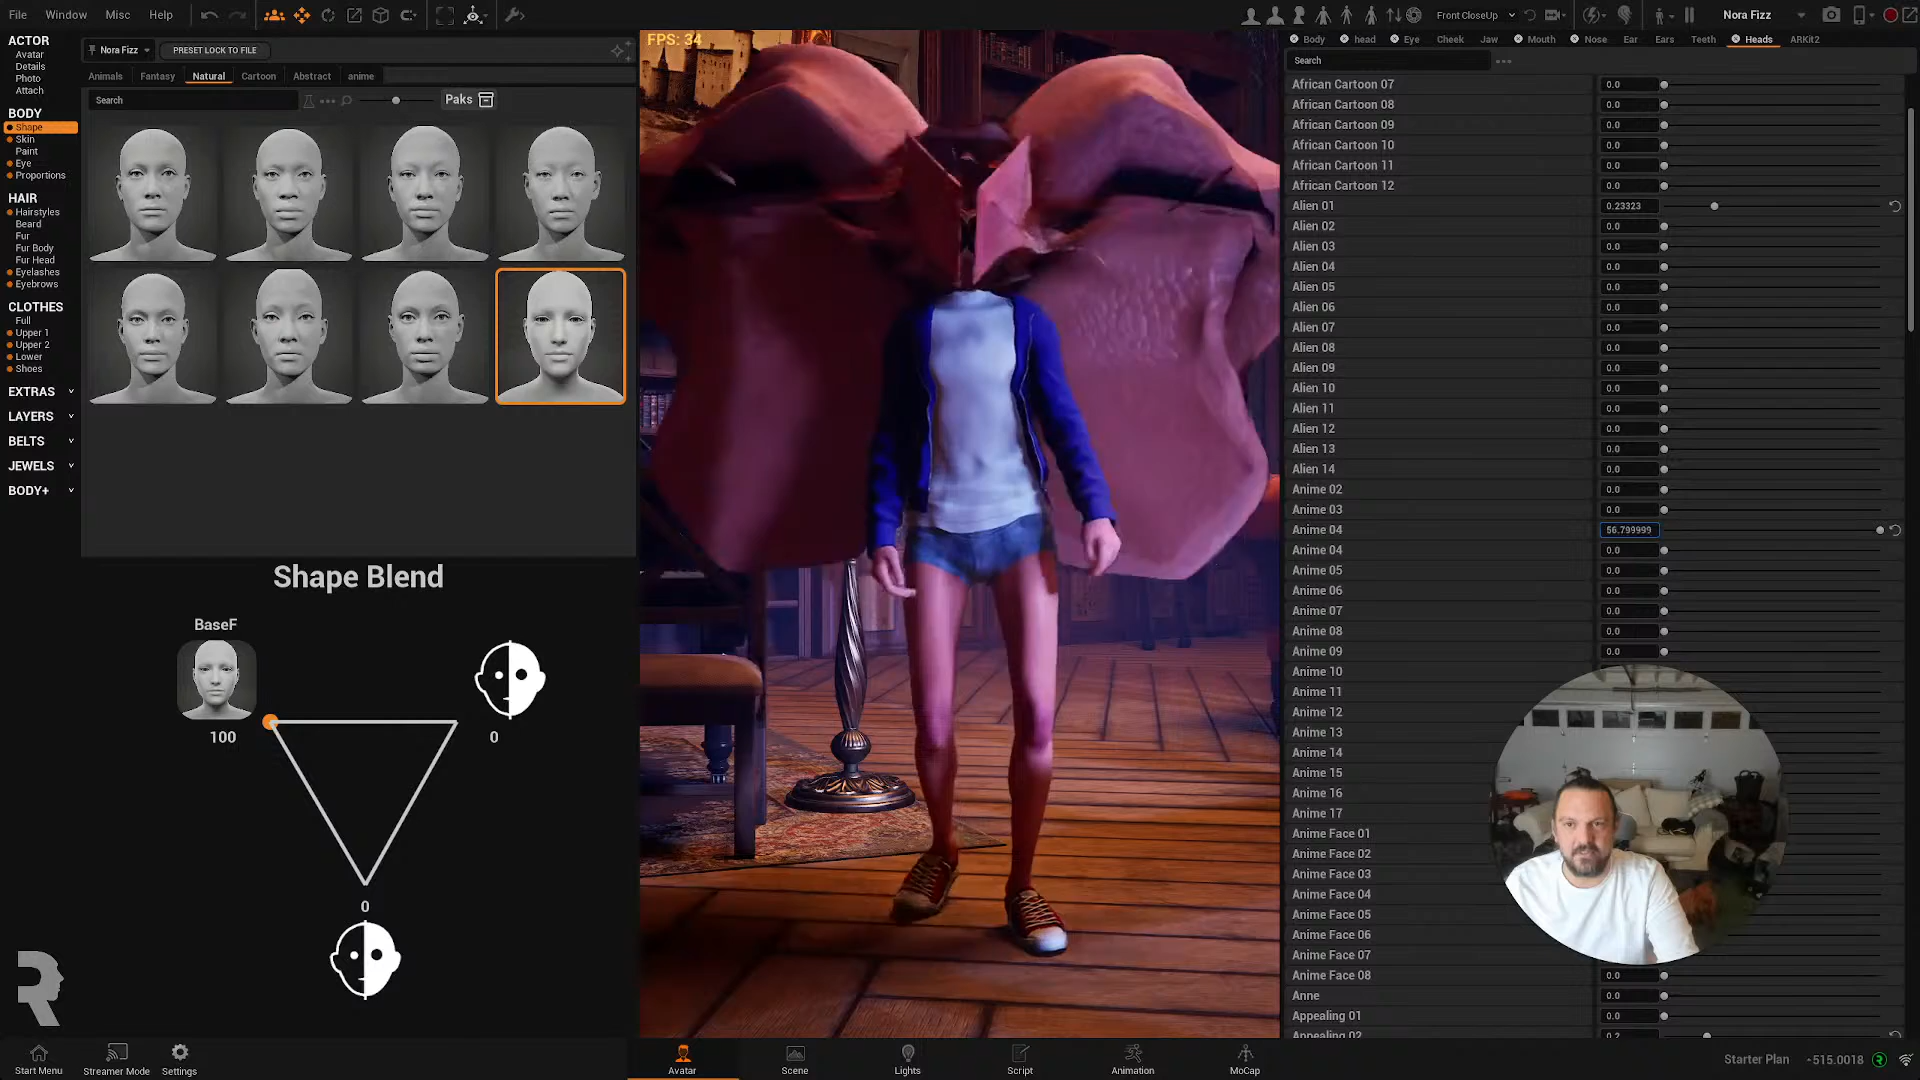 File Window Misc Help
Front CloseUp
Nora Fizz
ACTOR
Avatar
Details
Photo
Attach
BODY
Shape
Skin
Paint
Eye
Proportions
HAIR
Hairstyles
Beard
Fur
Fur Body
Fur Head
Eyelashes
Eyebrows
CLOTHES
Full
Upper 1
Upper 2
Lower
Shoes
EXTRAS
LAYERS
BELTS
JEWELS
BODY+
Nora Fizz PRESET LOCK TO FILE
Animals Fantasy Natural Cartoon Abstract anime
Search Paks
Shape Blend
BaseF
100
0
0
FPS: 34
Body head Eye Cheek Jaw Mouth Nose Ear Ears Teeth Heads ARKit2
Search
African Cartoon 07 0.0
African Cartoon 08 0.0
African Cartoon 09 0.0
African Cartoon 10 0.0
African Cartoon 11 0.0
African Cartoon 12 0.0
Alien 01 0.23323
Alien 02 0.0
Alien 03 0.0
Alien 04 0.0
Alien 05 0.0
Alien 06 0.0
Alien 07 0.0
Alien 08 0.0
Alien 09 0.0
Alien 10 0.0
Alien 11 0.0
Alien 12 0.0
Alien 13 0.0
Alien 14 0.0
Anime 02 0.0
Anime 03 0.0
Anime 04 56.799999
Anime 04 0.0
Anime 05 0.0
Anime 06 0.0
Anime 07 0.0
Anime 08 0.0
Anime 09 0.0
Anime 10
Anime 11
Anime 12
Anime 13
Anime 14
Anime 15
Anime 16
Anime 17
Anime Face 01
Anime Face 02
Anime Face 03
Anime Face 04
Anime Face 05
Anime Face 06
Anime Face 07
Anime Face 08 0.0
Anne 0.0
Appealing 01 0.0
Appealing 02 0.2
Start Menu Streamer Mode Settings
Avatar Scene Lights Script Animation MoCap
Starter Plan -515.0018